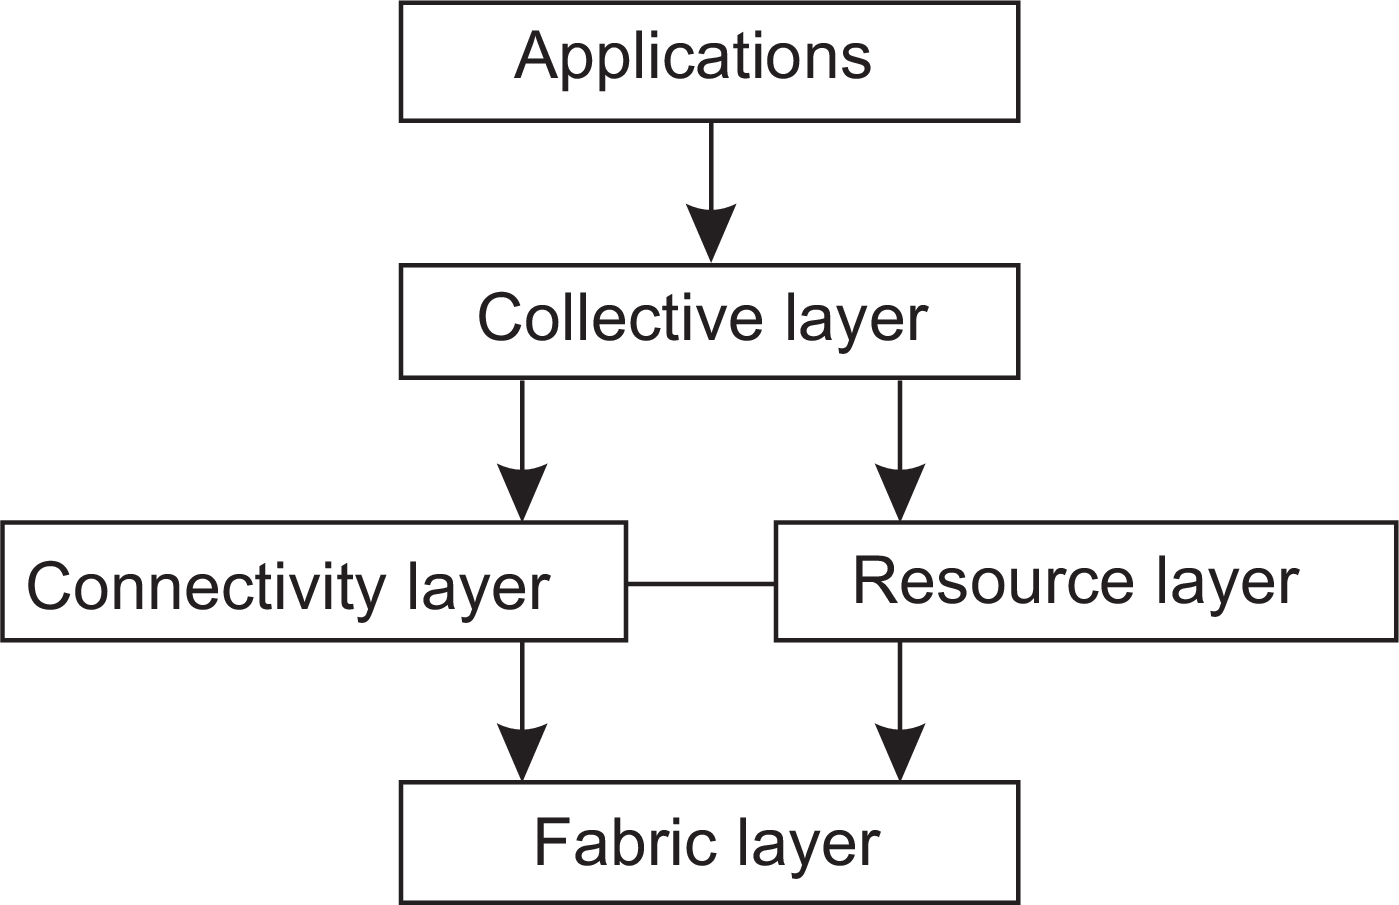 Applications
Collective layer
Connectivity layer
Resource layer
Fabric layer